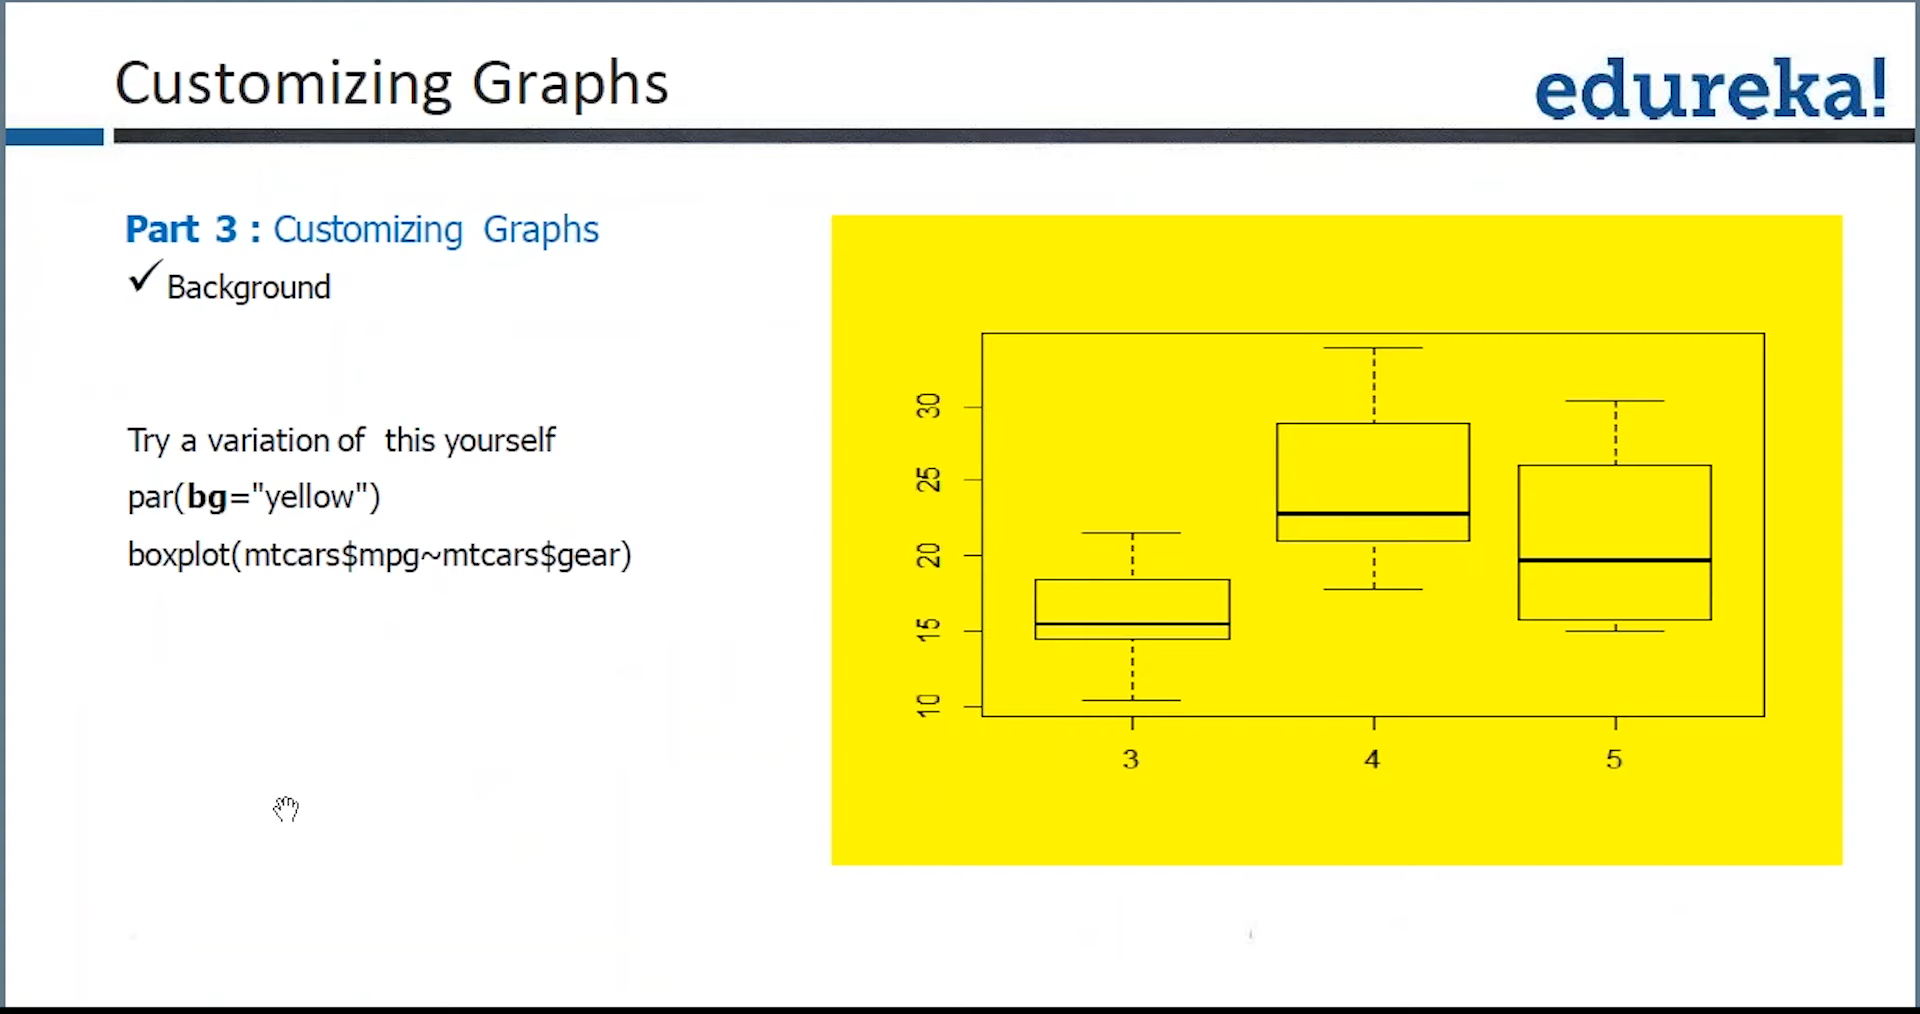 Customizing Graphs
edureka!
Part 3 : Customizing Graphs
✓ Background
Try a variation of this yourself
par(bg="yellow")
boxplot(mtcars$mpg~mtcars$gear)
30
25
20
15
10
3 4 5